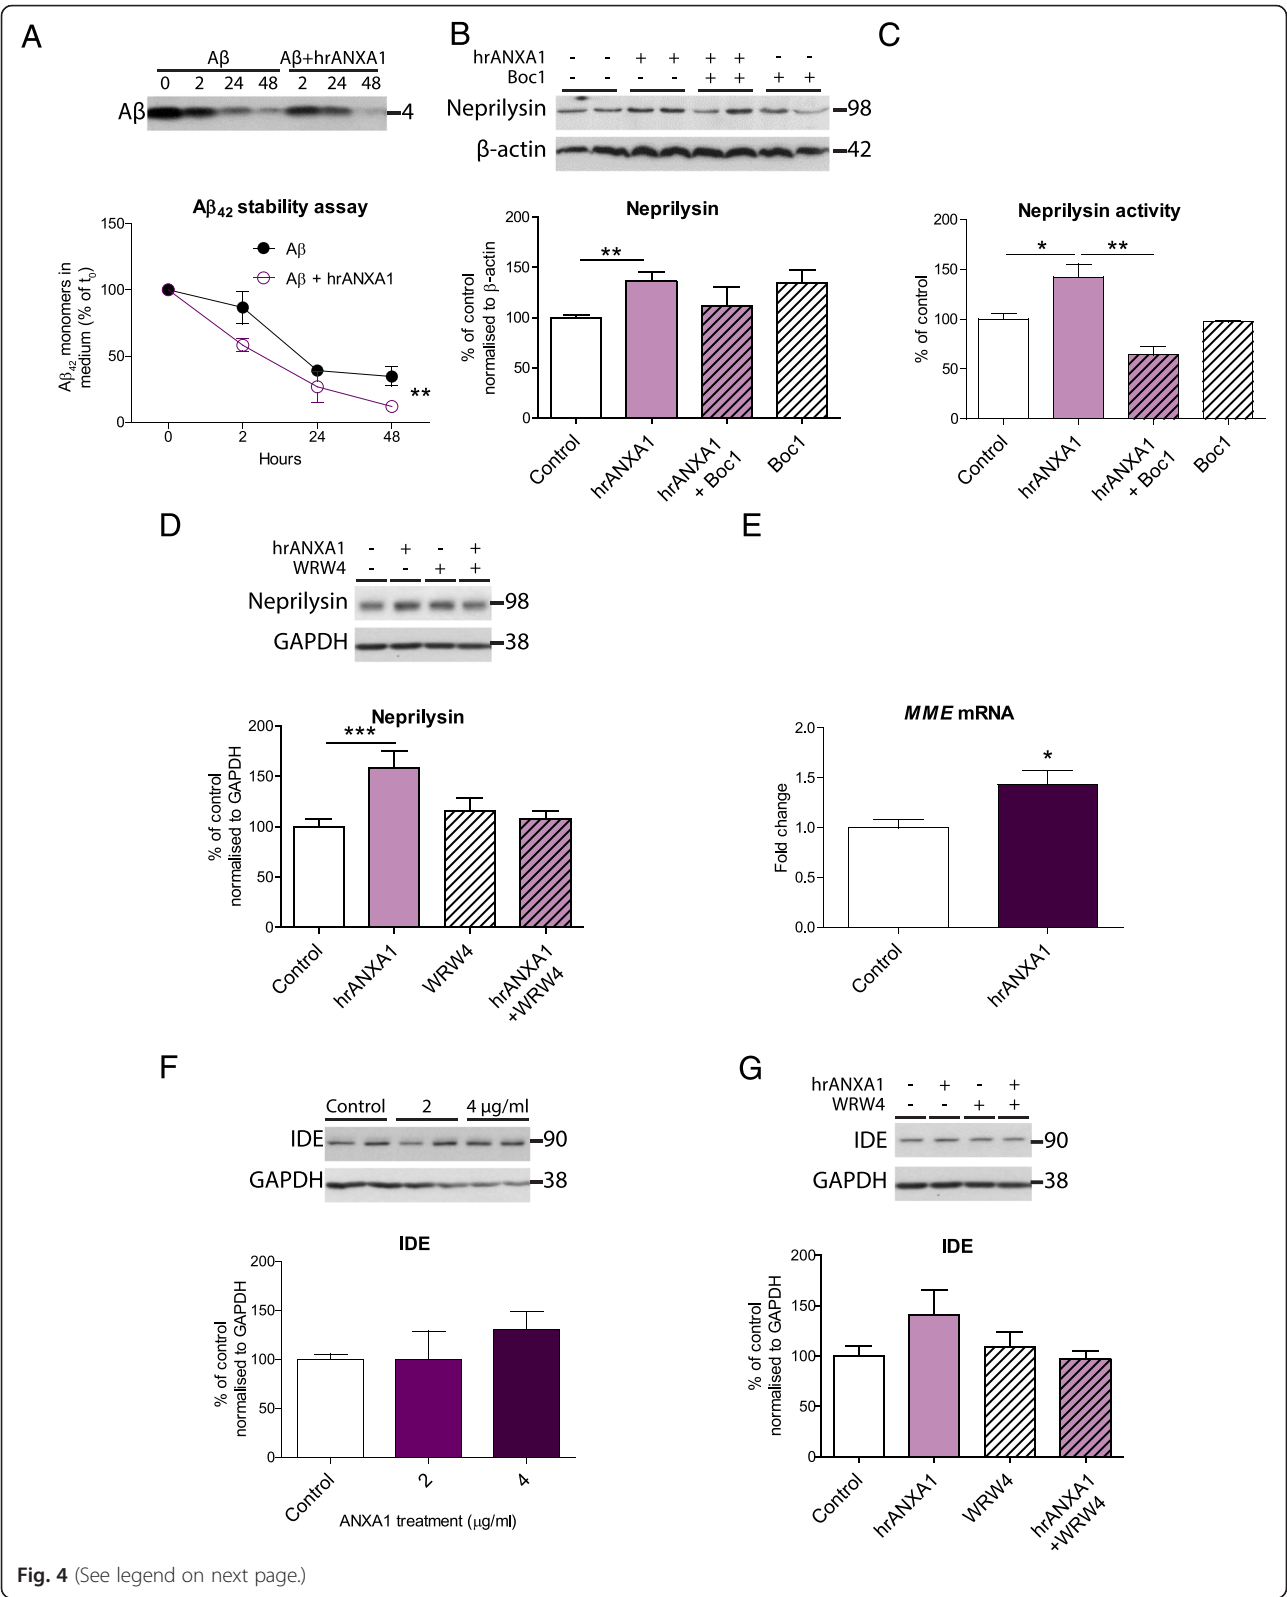 A
Aβ Aβ+hrANXA1
0 2 24 48 2 24 48
Aβ 4
Aβ42 stability assay
Aβ
Aβ + hrANXA1
Aβ42 monomers in
medium (% of t0)
150
100
50
0
0 2 24 48
**
Hours
B
hrANXA1 - - + + + + - -
Boc1 - - - - + + + +
Neprilysin 98
β-actin 42
Neprilysin
% of control
normalised to β-actin
200
150
100
50
0
**
Control
hrANXA1
hrANXA1
+ Boc1
Boc1
C
Neprilysin activity
% of control
200
150
100
50
0
* **
Control
hrANXA1
hrANXA1
+ Boc1
Boc1
D
hrANXA1 - + - +
WRW4 - - + +
Neprilysin 98
GAPDH 38
Neprilysin
% of control
normalised to GAPDH
200
150
100
50
0
***
Control
hrANXA1
WRW4
hrANXA1
+WRW4
E
MME mRNA
Fold change
2.0
1.5
1.0
0.5
0.0
*
Control
hrANXA1
F
Control 2 4 µg/ml
IDE 90
GAPDH 38
IDE
% of control
normalised to GAPDH
200
150
100
50
0
Control
2
4
ANXA1 treatment (µg/ml)
G
hrANXA1 - + - +
WRW4 - - + +
IDE 90
GAPDH 38
IDE
% of control
normalised to GAPDH
200
150
100
50
0
Control
hrANXA1
WRW4
hrANXA1
+WRW4
Fig. 4 (See legend on next page.)